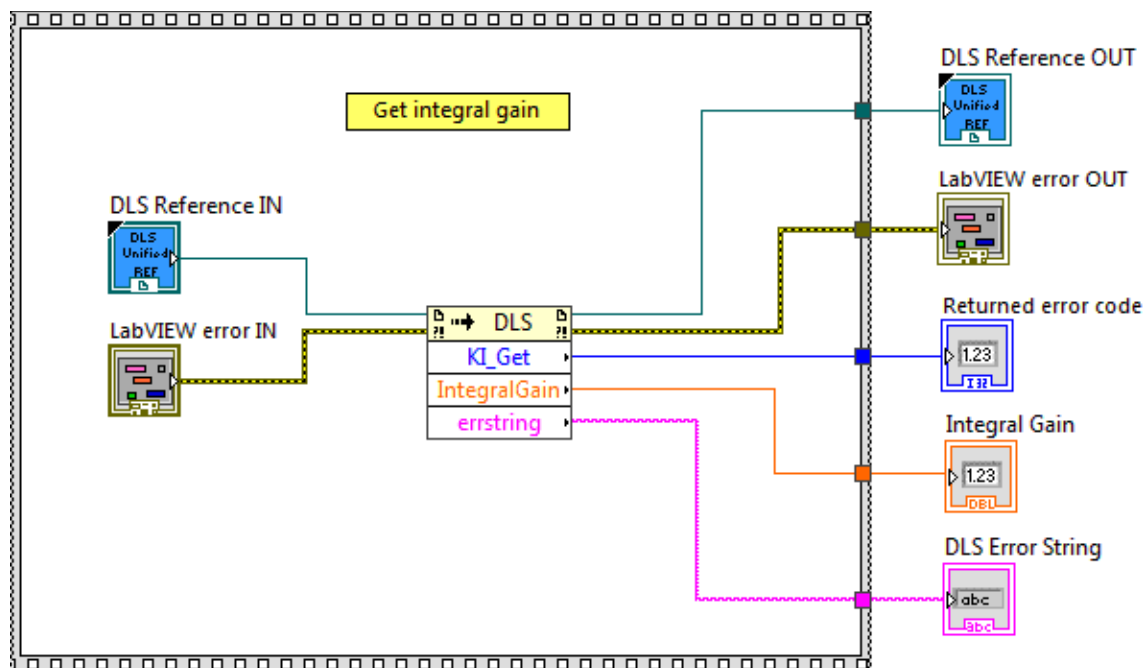 DLS Reference OUT
DLS
Unified
REF
Get integral gain
LabVIEW error OUT
DLS Reference IN
DLS
Unified
REF
LabVIEW error IN
?! DLS ?!
KI_Get
IntegralGain
errstring
Returned error code
1.23
I32
Integral Gain
1.23
DBL
DLS Error String
abc
abc